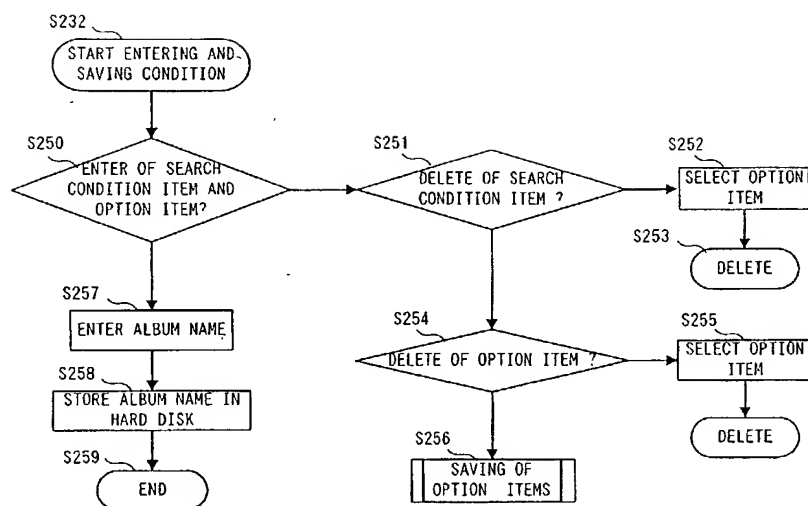 S232
START ENTERING AND
SAVING CONDITION
S250
ENTER OF SEARCH
CONDITION ITEM AND
OPTION ITEM?
S251
DELETE OF SEARCH
CONDITION ITEM ?
S252
SELECT OPTION
ITEM
S253
DELETE
S257
ENTER ALBUM NAME
S254
DELETE OF OPTION ITEM ?
S255
SELECT OPTION
ITEM
DELETE
S258
STORE ALBUM NAME IN
HARD DISK
S256
SAVING OF
OPTION ITEMS
S259
END